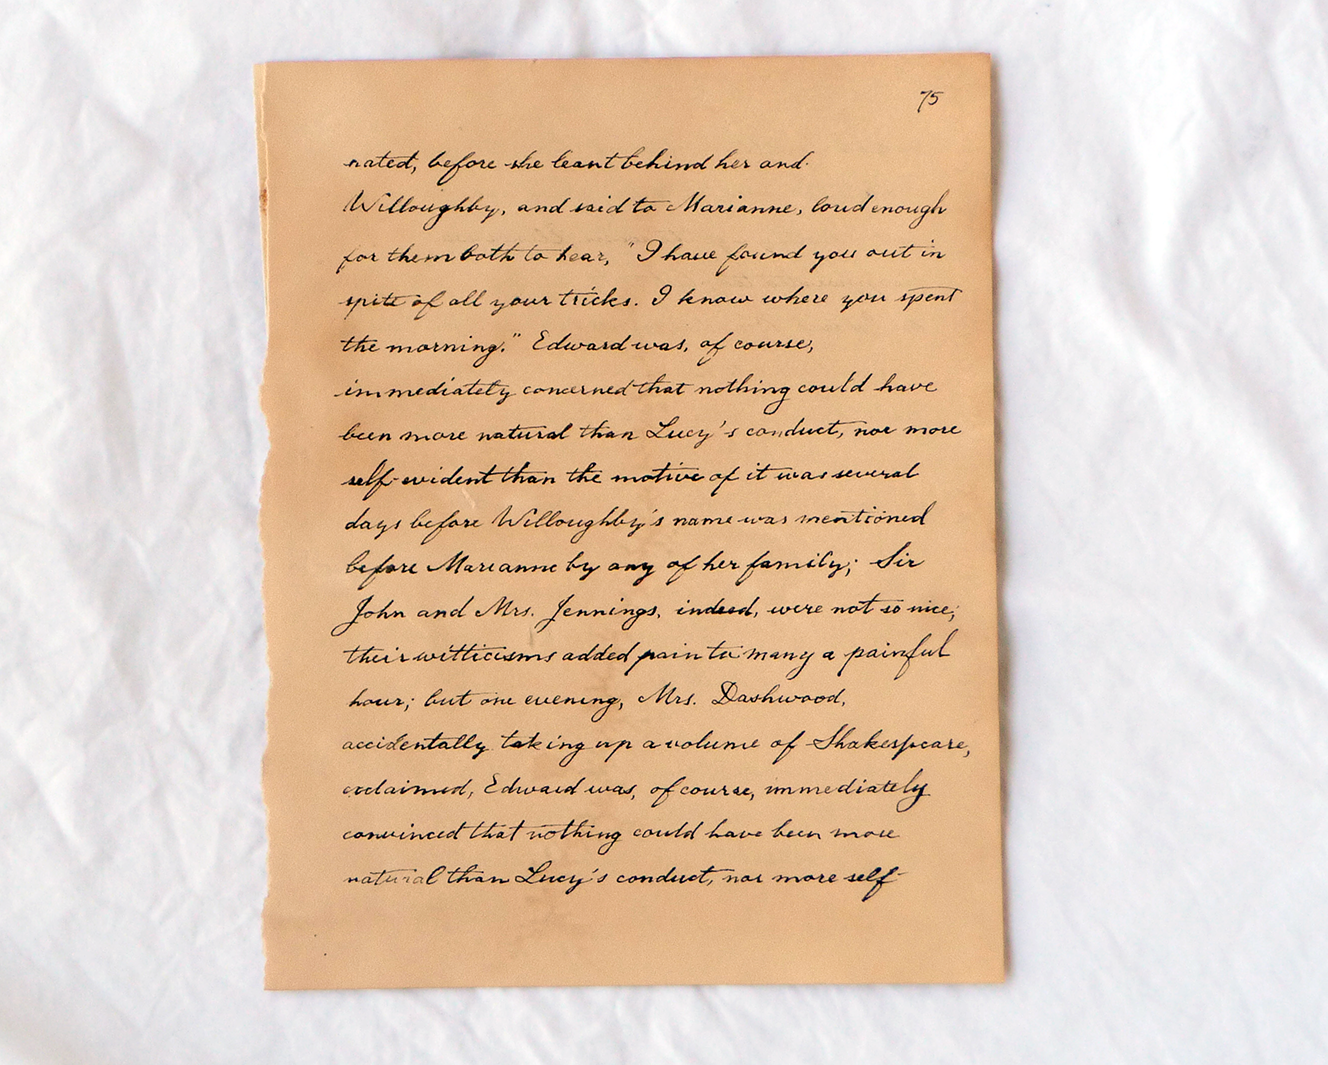 75
nated, before she leant behind her and
Willoughby, and said to Marianne, loud enough
for them both to hear, "I have found you out in
spite of all your tricks. I know where you spent
the morning." Edward was, of course,
immediately concerned that nothing could have
been more natural than Lucy's conduct, nor more
self-evident than the motive of it was several
days before Willoughby's name was mentioned
before Marianne by any of her family; Sir
John and Mrs. Jennings, indeed, were not so nice;
their witticisms added pain to many a painful
hour; but one evening, Mrs. Dashwood,
accidentally taking up a volume of Shakespeare,
exclaimed, Edward was, of course, immediately
convinced that nothing could have been more
natural than Lucy's conduct, nor more self-